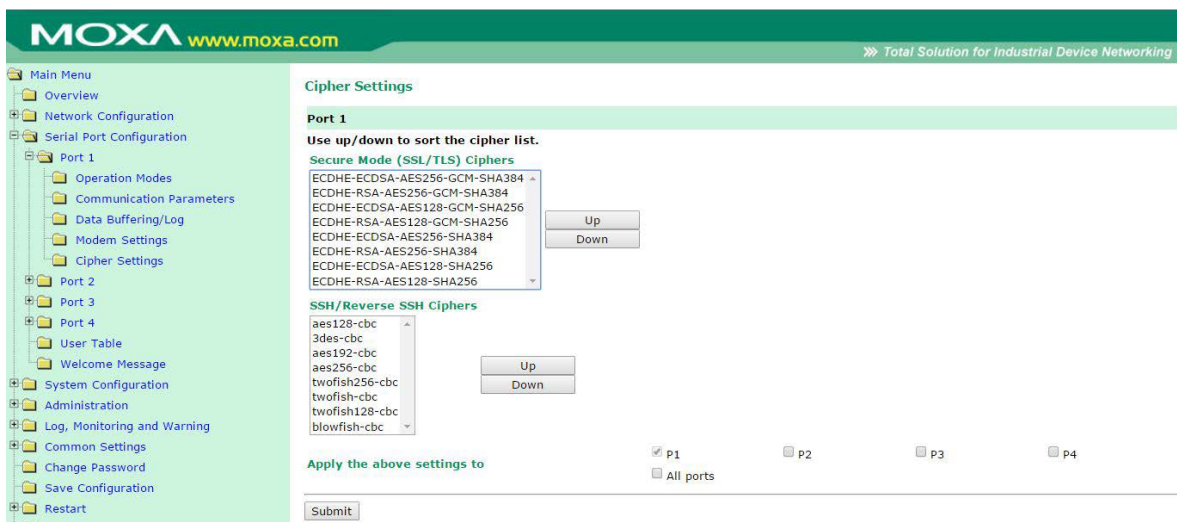 MOXA www.moxa.com
Total Solution for Industrial Device Networking
Main Menu
Overview
Network Configuration
Serial Port Configuration
Port 1
Operation Modes
Communication Parameters
Data Buffering/Log
Modem Settings
Cipher Settings
Port 2
Port 3
Port 4
User Table
Welcome Message
System Configuration
Administration
Log, Monitoring and Warning
Common Settings
Change Password
Save Configuration
Restart
Cipher Settings
Port 1
Use up/down to sort the cipher list.
Secure Mode (SSL/TLS) Ciphers
ECDHE-ECDSA-AES256-GCM-SHA384
ECDHE-RSA-AES256-GCM-SHA384
ECDHE-ECDSA-AES128-GCM-SHA256
ECDHE-RSA-AES128-GCM-SHA256
ECDHE-ECDSA-AES256-SHA384
ECDHE-RSA-AES256-SHA384
ECDHE-ECDSA-AES128-SHA256
ECDHE-RSA-AES128-SHA256
Up
Down
SSH/Reverse SSH Ciphers
aes128-cbc
3des-cbc
aes192-cbc
aes256-cbc
twofish256-cbc
twofish-cbc
twofish128-cbc
blowfish-cbc
Up
Down
Apply the above settings to
P1 P2 P3 P4
All ports
Submit